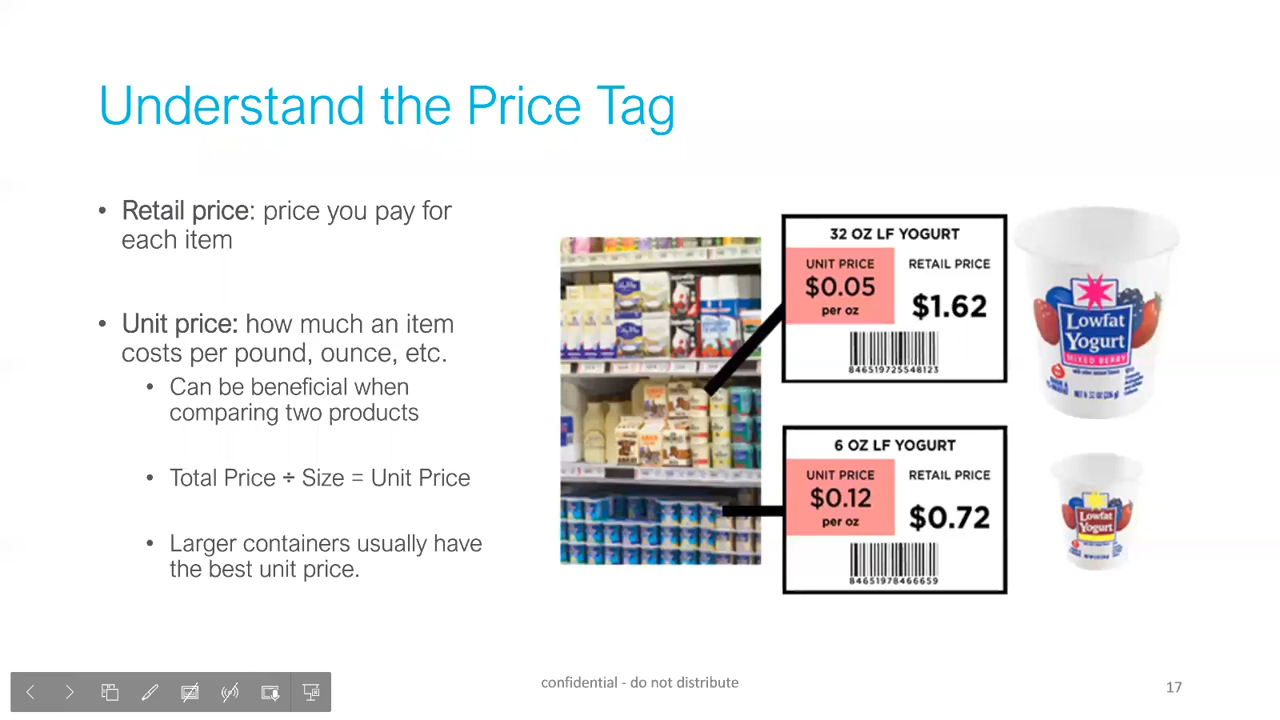 Understand the Price Tag
• Retail price: price you pay for
each item
• Unit price: how much an item
costs per pound, ounce, etc.
• Can be beneficial when
comparing two products
• Total Price ÷ Size = Unit Price
• Larger containers usually have
the best unit price.
32 OZ LF YOGURT
UNIT PRICE
$0.05
per oz
RETAIL PRICE
$1.62
846519725548123
6 OZ LF YOGURT
UNIT PRICE
$0.12
per oz
RETAIL PRICE
$0.72
84651978466659
Lowfat
Yogurt
MIXED BERRY
Lowfat
Yogurt
confidential - do not distribute
17